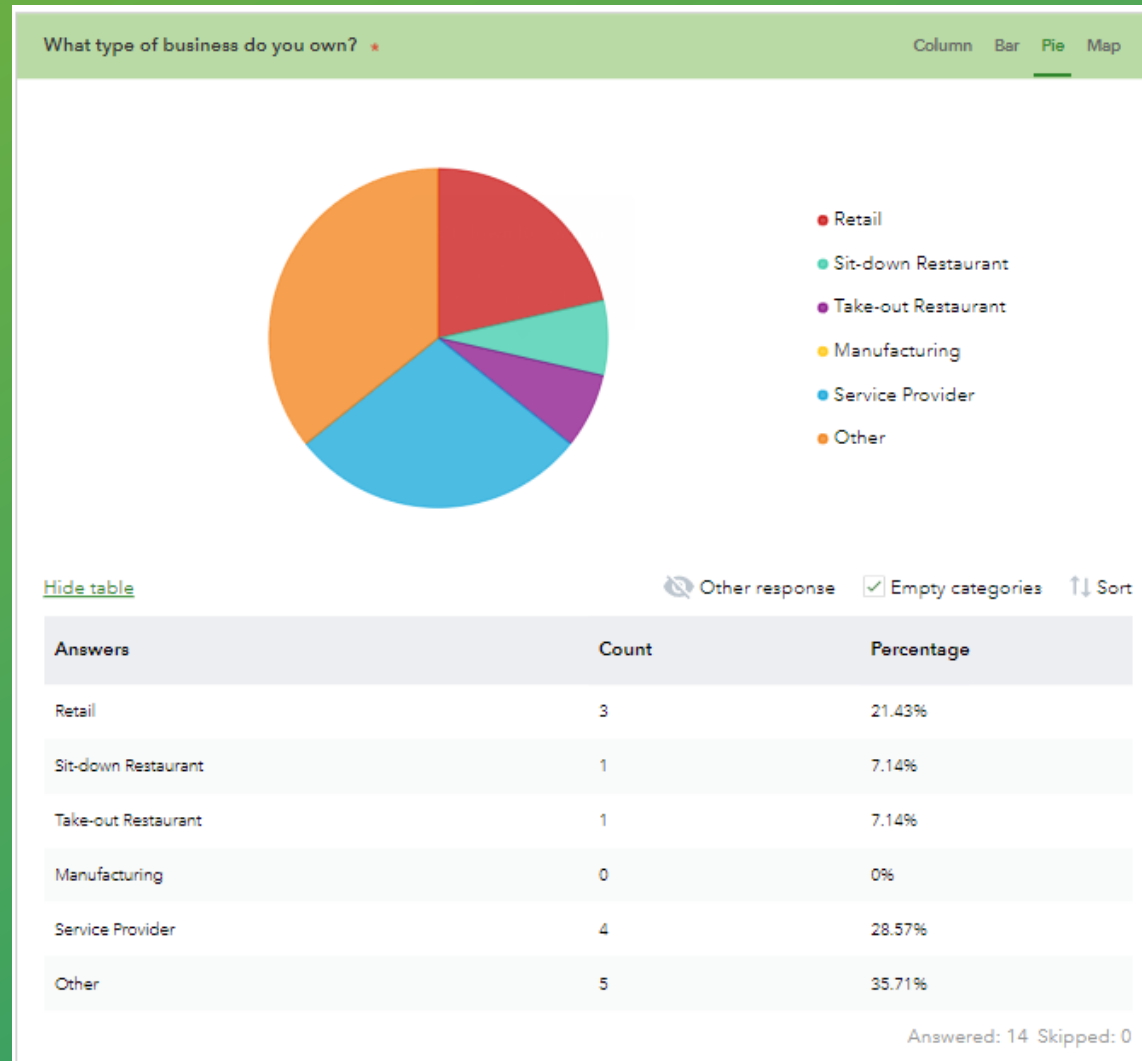 What type of business do you own? *
Column Bar Pie Map
Retail
Sit-down Restaurant
Take-out Restaurant
Manufacturing
Service Provider
Other
Hide table
Other response Empty categories Sort
Answers Count Percentage
Retail 3 21.43%
Sit-down Restaurant 1 7.14%
Take-out Restaurant 1 7.14%
Manufacturing 0 0%
Service Provider 4 28.57%
Other 5 35.71%
Answered: 14 Skipped: 0